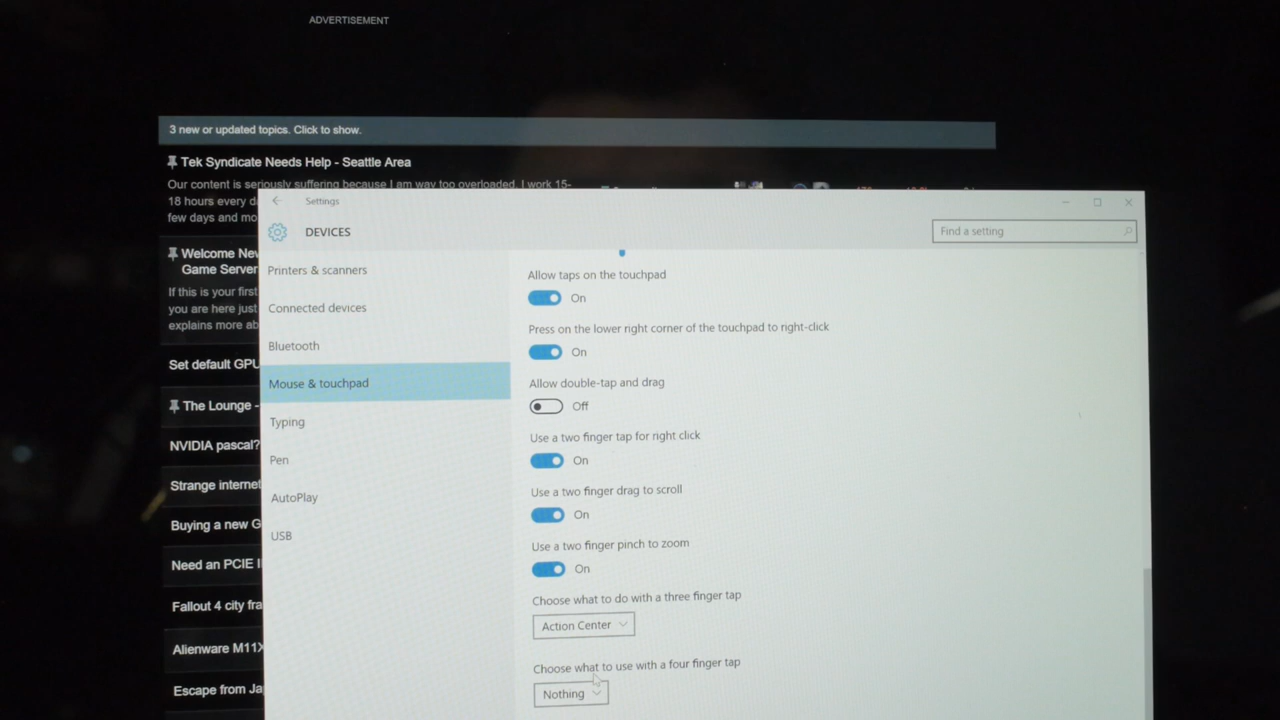 ADVERTISEMENT
3 new or updated topics. Click to show.
Tek Syndicate Needs Help - Seattle Area
Our content is seriously suffering because I am way too overloaded. I work 15-
18 hours every d
few days and mo
Welcome Nev
Game Server
If this is your first
you are here just
explains more ab
Set default GPU
The Lounge -
NVIDIA pascal?
Strange internet
Buying a new G
Need an PCIE
Fallout 4 city fra
Alienware M11X
Escape from Ja
Settings
DEVICES
Find a setting
Printers & scanners
Connected devices
Bluetooth
Mouse & touchpad
Typing
Pen
AutoPlay
USB
Allow taps on the touchpad
On
Press on the lower right corner of the touchpad to right-click
On
Allow double-tap and drag
Off
Use a two finger tap for right click
On
Use a two finger drag to scroll
On
Use a two finger pinch to zoom
On
Choose what to do with a three finger tap
Action Center
Choose what to use with a four finger tap
Nothing